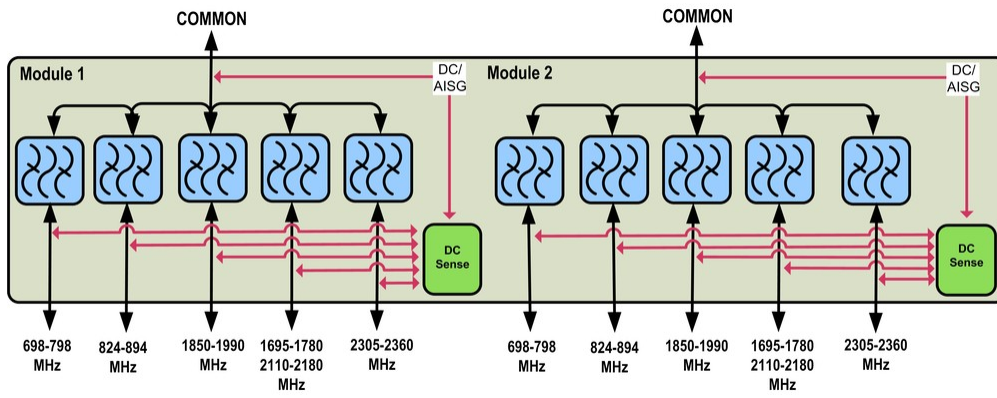 COMMON
COMMON
Module 1
DC/
AISG
Module 2
DC/
AISG
DC
Sense
DC
Sense
698-798
MHz
824-894
MHz
1850-1990
MHz
1695-1780
2110-2180
MHz
2305-2360
MHz
698-798
MHz
824-894
MHz
1850-1990
MHz
1695-1780
2110-2180
MHz
2305-2360
MHz